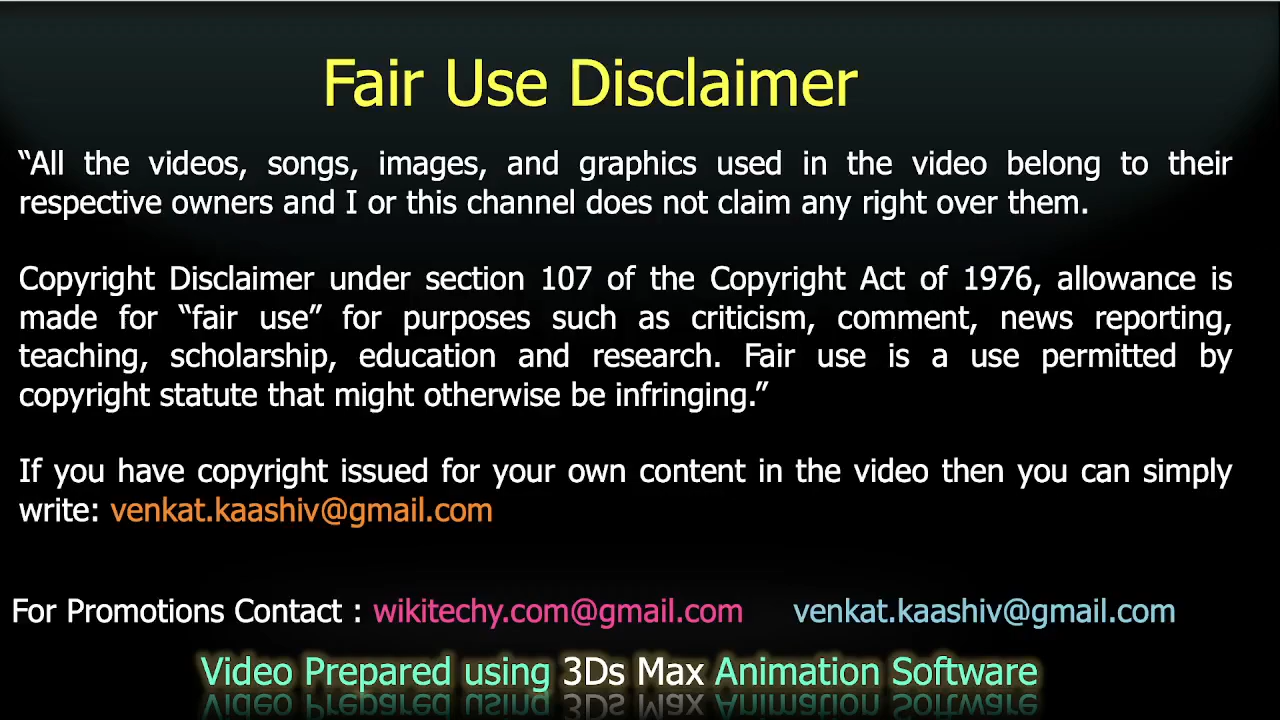 Fair Use Disclaimer
“All the videos, songs, images, and graphics used in the video belong to their
respective owners and I or this channel does not claim any right over them.
Copyright Disclaimer under section 107 of the Copyright Act of 1976, allowance is
made for “fair use” for purposes such as criticism, comment, news reporting,
teaching, scholarship, education and research. Fair use is a use permitted by
copyright statute that might otherwise be infringing.”
If you have copyright issued for your own content in the video then you can simply
write: venkat.kaashiv@gmail.com
For Promotions Contact : wikitechy.com@gmail.com venkat.kaashiv@gmail.com
Video Prepared using 3Ds Max Animation Software